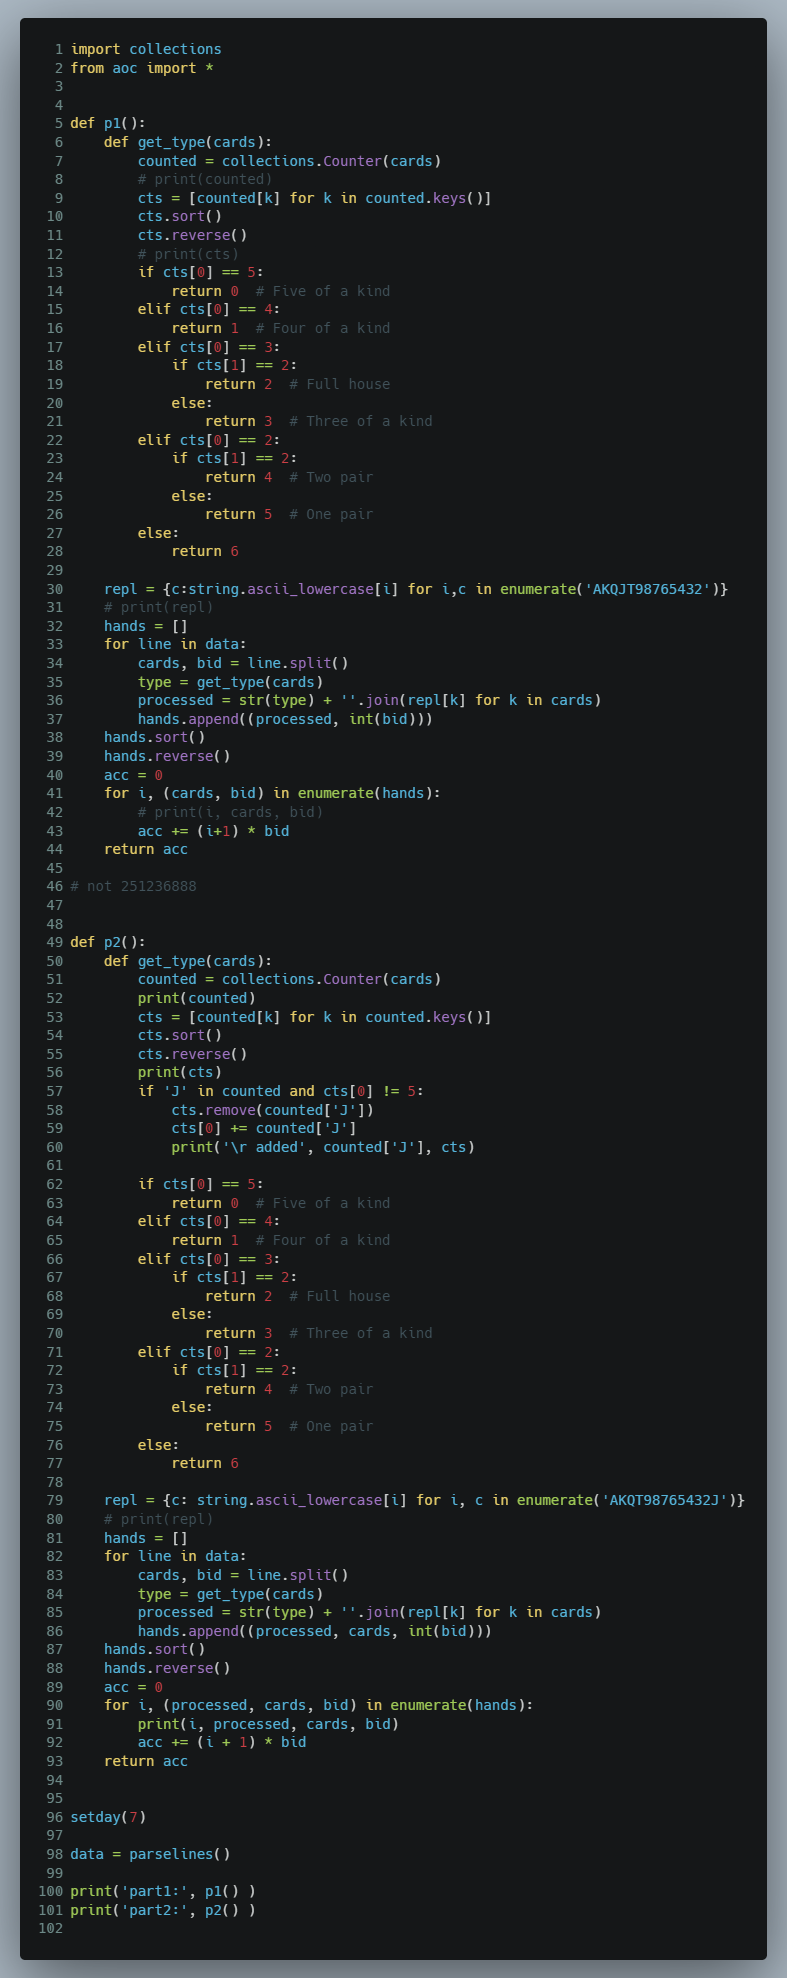 1 import collections
2 from aoc import *
3
4
5 def p1():
6     def get_type(cards):
7         counted = collections.Counter(cards)
8         # print(counted)
9         cts = [counted[k] for k in counted.keys()]
10         cts.sort()
11         cts.reverse()
12         # print(cts)
13         if cts[0] == 5:
14             return 0  # Five of a kind
15         elif cts[0] == 4:
16             return 1  # Four of a kind
17         elif cts[0] == 3:
18             if cts[1] == 2:
19                 return 2  # Full house
20             else:
21                 return 3  # Three of a kind
22         elif cts[0] == 2:
23             if cts[1] == 2:
24                 return 4  # Two pair
25             else:
26                 return 5  # One pair
27         else:
28             return 6
29
30     repl = {c:string.ascii_lowercase[i] for i,c in enumerate('AKQJT98765432')}
31     # print(repl)
32     hands = []
33     for line in data:
34         cards, bid = line.split()
35         type = get_type(cards)
36         processed = str(type) + ''.join(repl[k] for k in cards)
37         hands.append((processed, int(bid)))
38     hands.sort()
39     hands.reverse()
40     acc = 0
41     for i, (cards, bid) in enumerate(hands):
42         # print(i, cards, bid)
43         acc += (i+1) * bid
44     return acc
45
46 # not 251236888
47
48
49 def p2():
50     def get_type(cards):
51         counted = collections.Counter(cards)
52         print(counted)
53         cts = [counted[k] for k in counted.keys()]
54         cts.sort()
55         cts.reverse()
56         print(cts)
57         if 'J' in counted and cts[0] != 5:
58             cts.remove(counted['J'])
59             cts[0] += counted['J']
60             print('\r added', counted['J'], cts)
61
62         if cts[0] == 5:
63             return 0  # Five of a kind
64         elif cts[0] == 4:
65             return 1  # Four of a kind
66         elif cts[0] == 3:
67             if cts[1] == 2:
68                 return 2  # Full house
69             else:
70                 return 3  # Three of a kind
71         elif cts[0] == 2:
72             if cts[1] == 2:
73                 return 4  # Two pair
74             else:
75                 return 5  # One pair
76         else:
77             return 6
78
79     repl = {c: string.ascii_lowercase[i] for i, c in enumerate('AKQT98765432J')}
80     # print(repl)
81     hands = []
82     for line in data:
83         cards, bid = line.split()
84         type = get_type(cards)
85         processed = str(type) + ''.join(repl[k] for k in cards)
86         hands.append((processed, cards, int(bid)))
87     hands.sort()
88     hands.reverse()
89     acc = 0
90     for i, (processed, cards, bid) in enumerate(hands):
91         print(i, processed, cards, bid)
92         acc += (i + 1) * bid
93     return acc
94
95
96 setday(7)
97
98 data = parselines()
99
100 print('part1:', p1() )
101 print('part2:', p2() )
102